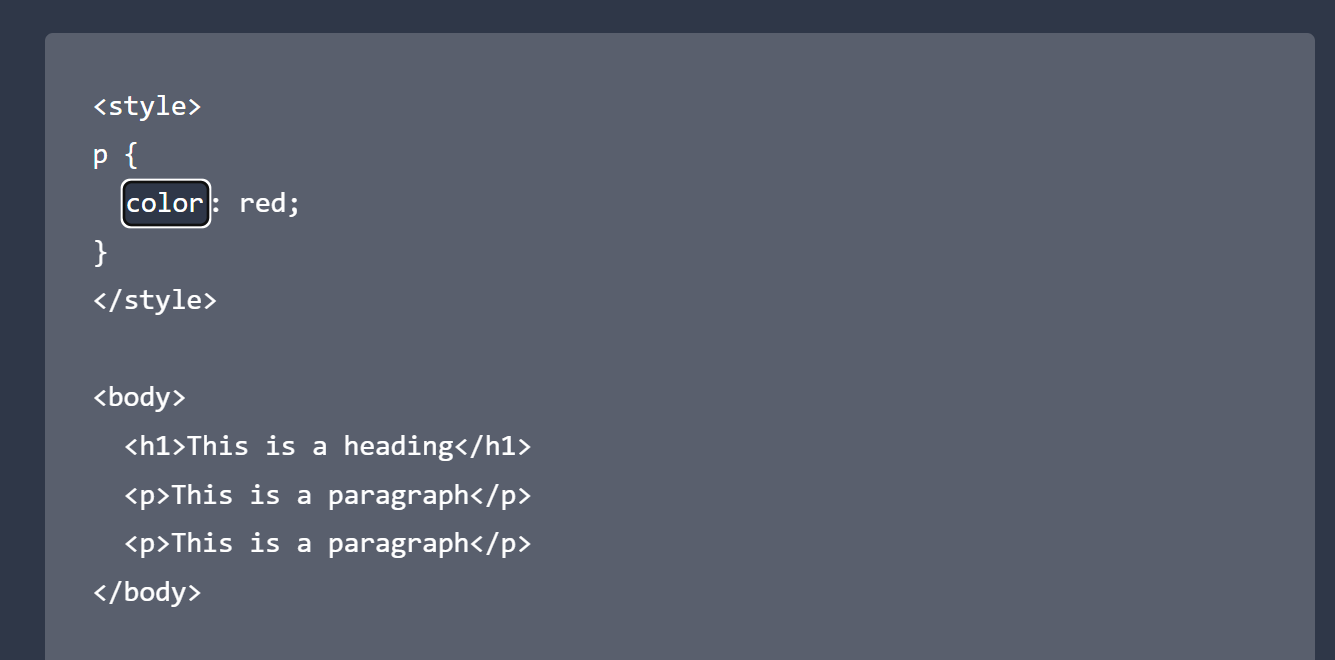 <style>
p {
  color: red;
}
</style>

<body>
  <h1>This is a heading</h1>
  <p>This is a paragraph</p>
  <p>This is a paragraph</p>
</body>